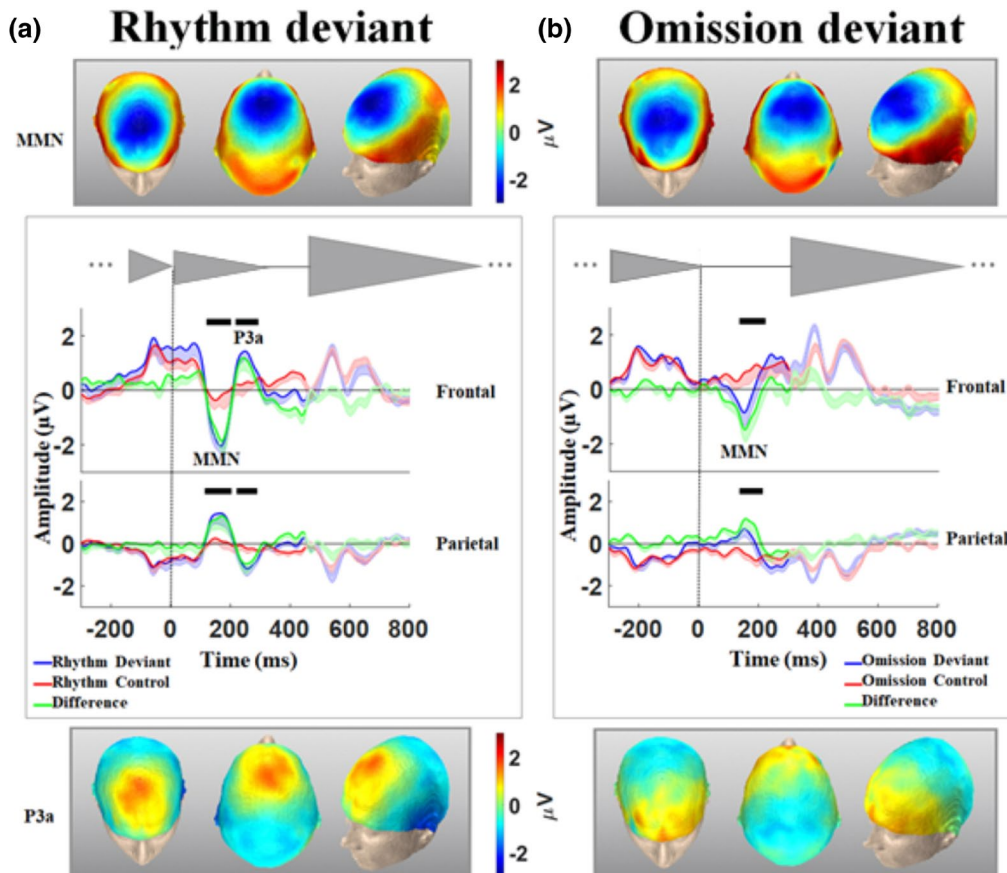 (a) Rhythm deviant
(b) Omission deviant
MMN
2
0
-2
μV
...
...
...
...
P3a
2
0
-2
MMN
Frontal
2
0
-2
Parietal
Amplitude (μV)
-200 0 200 400 600 800
Time (ms)
Rhythm Deviant
Rhythm Control
Difference
2
0
-2
MMN
Frontal
2
0
-2
Parietal
Amplitude (μV)
-200 0 200 400 600 800
Time (ms)
Omission Deviant
Omission Control
Difference
P3a
2
0
-2
μV